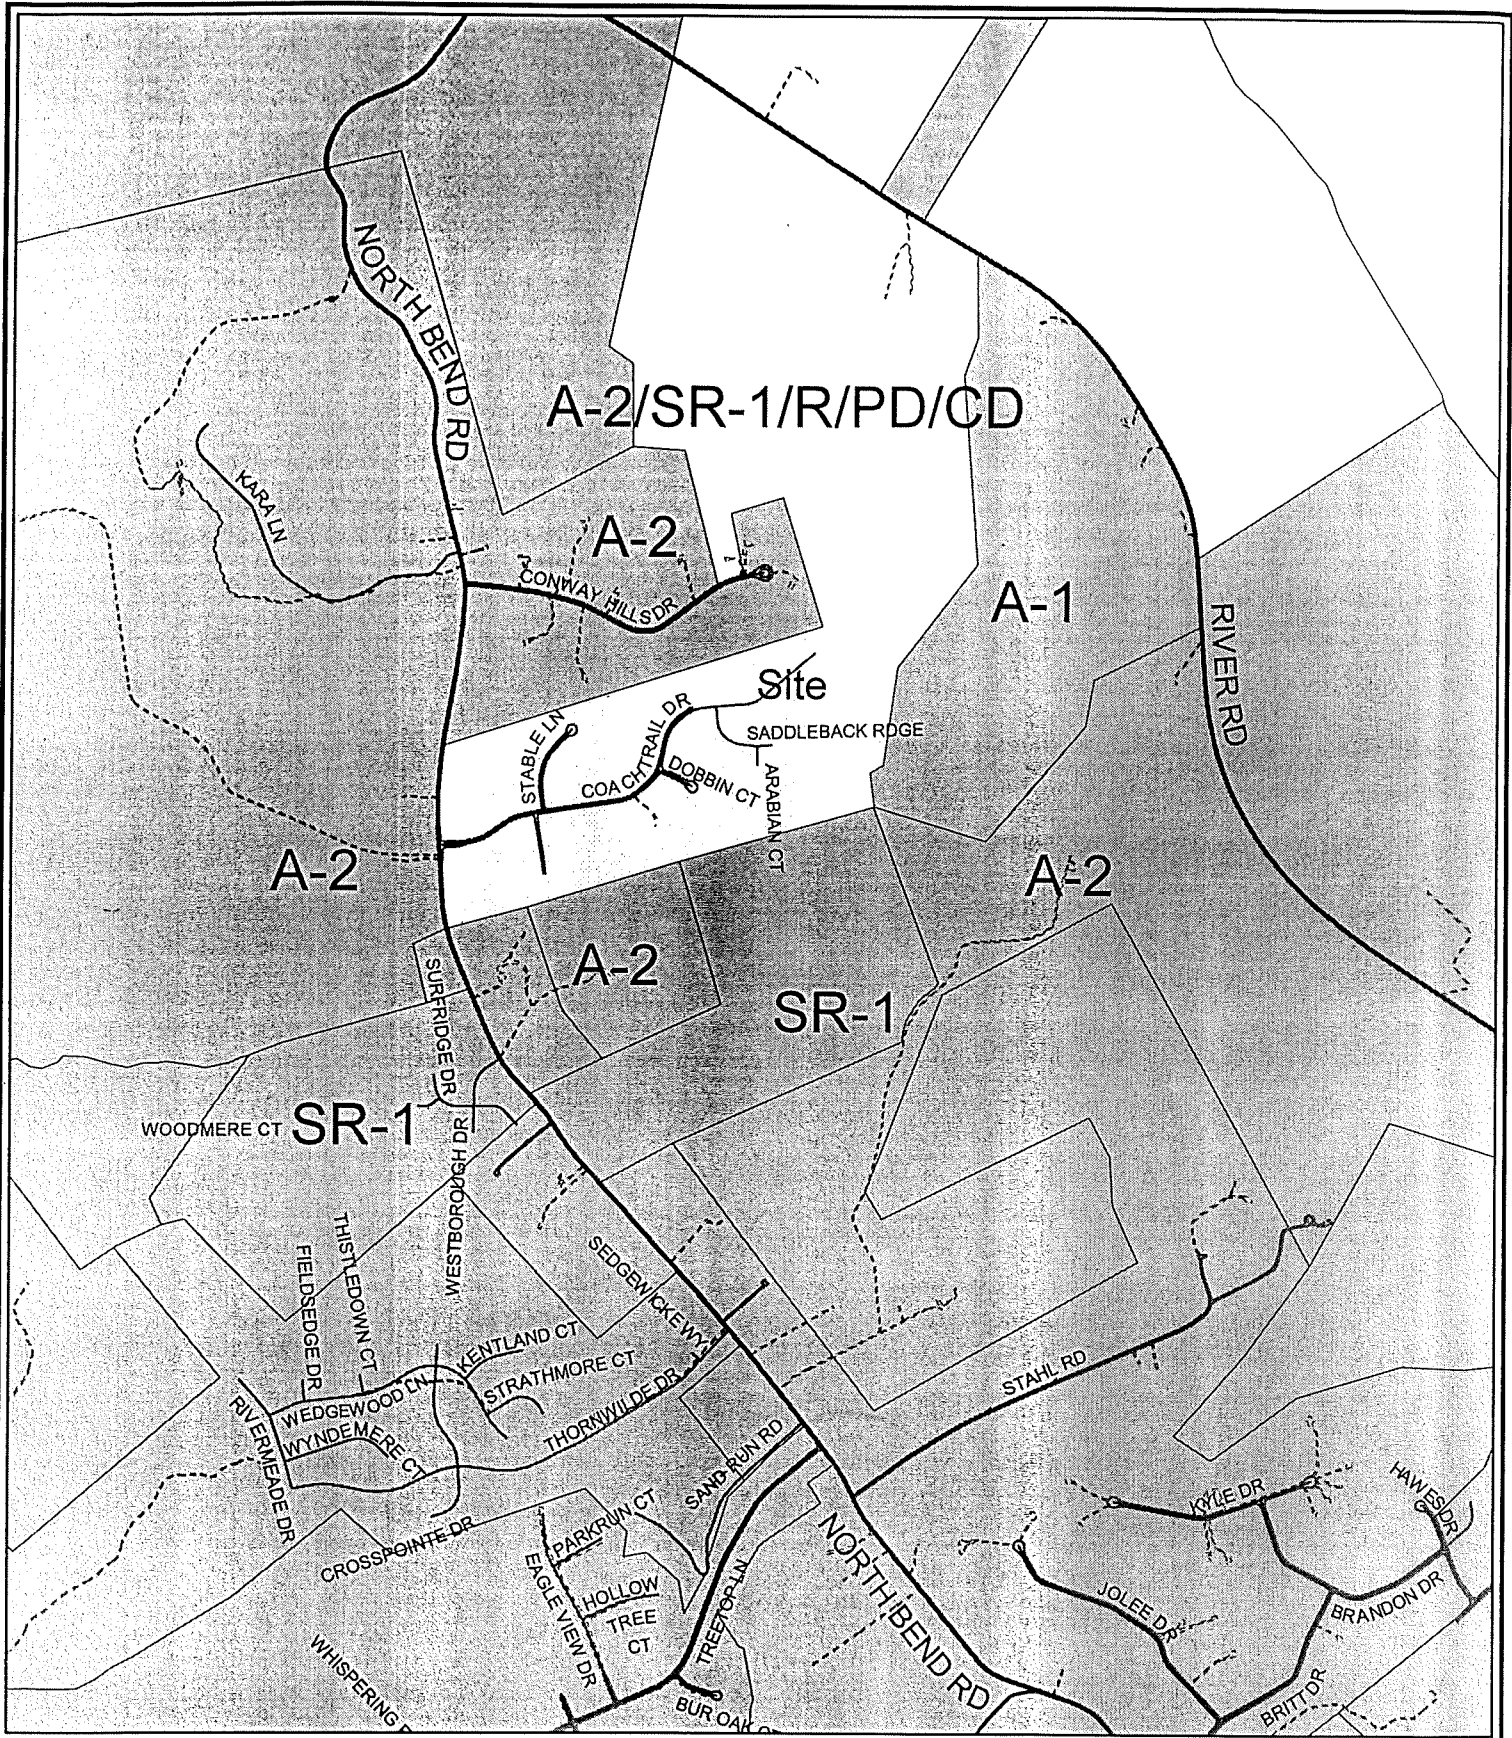 NORTH BEND RD
A-2/SR-1/R/PD/CD
KARA LN
A-2
CONWAY HILLS DR
A-1
RIVER RD
Site
STABLE LN
COACHTRAIL DR
SADDLEBACK RDGE
DOBBIN CT
ARABIAN CT
A-2
A-2
A-2
SURFRIDGE DR
SR-1
WOODMERE CT
SR-1
WESTBOROUGH DR
THISTLEDOWN CT
FIELDSEDGE DR
SEDGEWICKE WY
KENTLAND CT
STRATHMORE CT
WEDGEWOOD LN
WYNDEMERE CT
RIVERMEADE DR
THORNWILDE DR
STAHL RD
SAND RUN RD
CROSSPOINTE DR
PARKRUN CT
EAGLE VIEW DR
HOLLOW
TREE
CT
TREETOP LN
NORTH BEND RD
KYLE DR
HAWES DR
JOLEE DR
BRANDON DR
BRITT DR
WHISPERING
BUR OAK